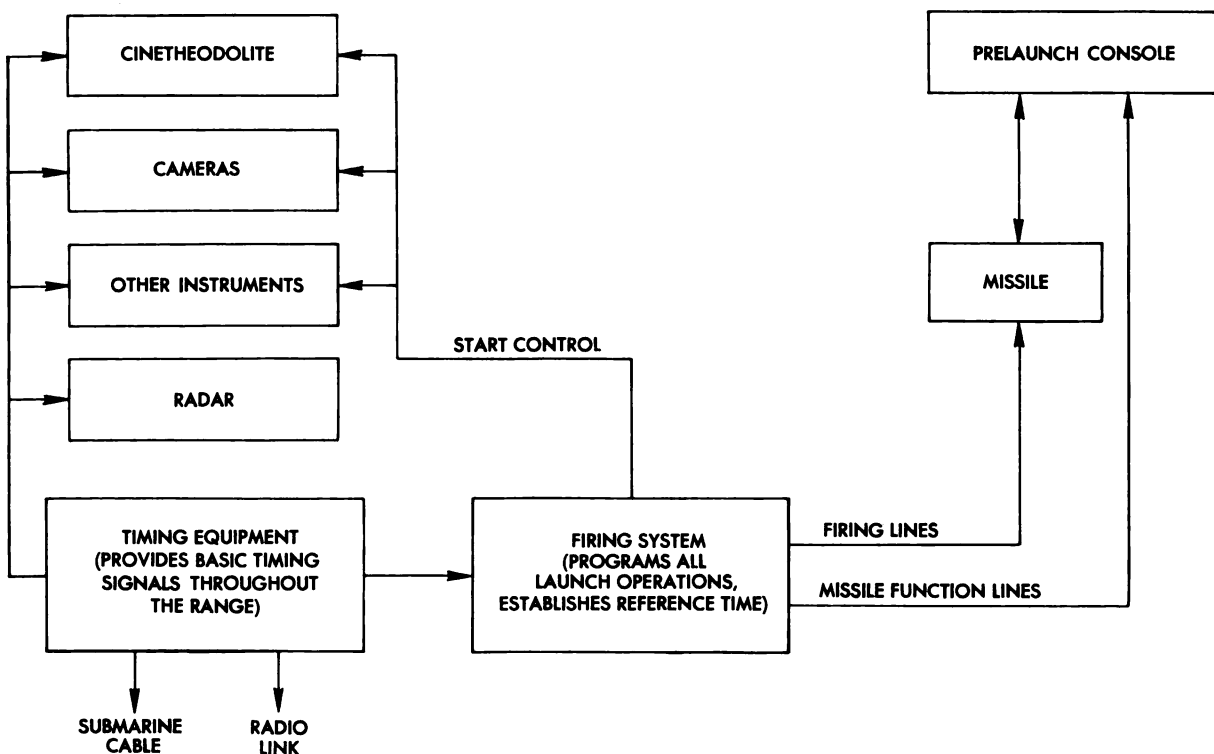 CINETHEODOLITE
PRELAUNCH CONSOLE
CAMERAS
OTHER INSTRUMENTS
MISSILE
START CONTROL
RADAR
TIMING EQUIPMENT
(PROVIDES BASIC TIMING
SIGNALS THROUGHOUT
THE RANGE)
FIRING SYSTEM
(PROGRAMS ALL
LAUNCH OPERATIONS,
ESTABLISHES REFERENCE TIME)
FIRING LINES
MISSILE FUNCTION LINES
SUBMARINE
CABLE
RADIO
LINK